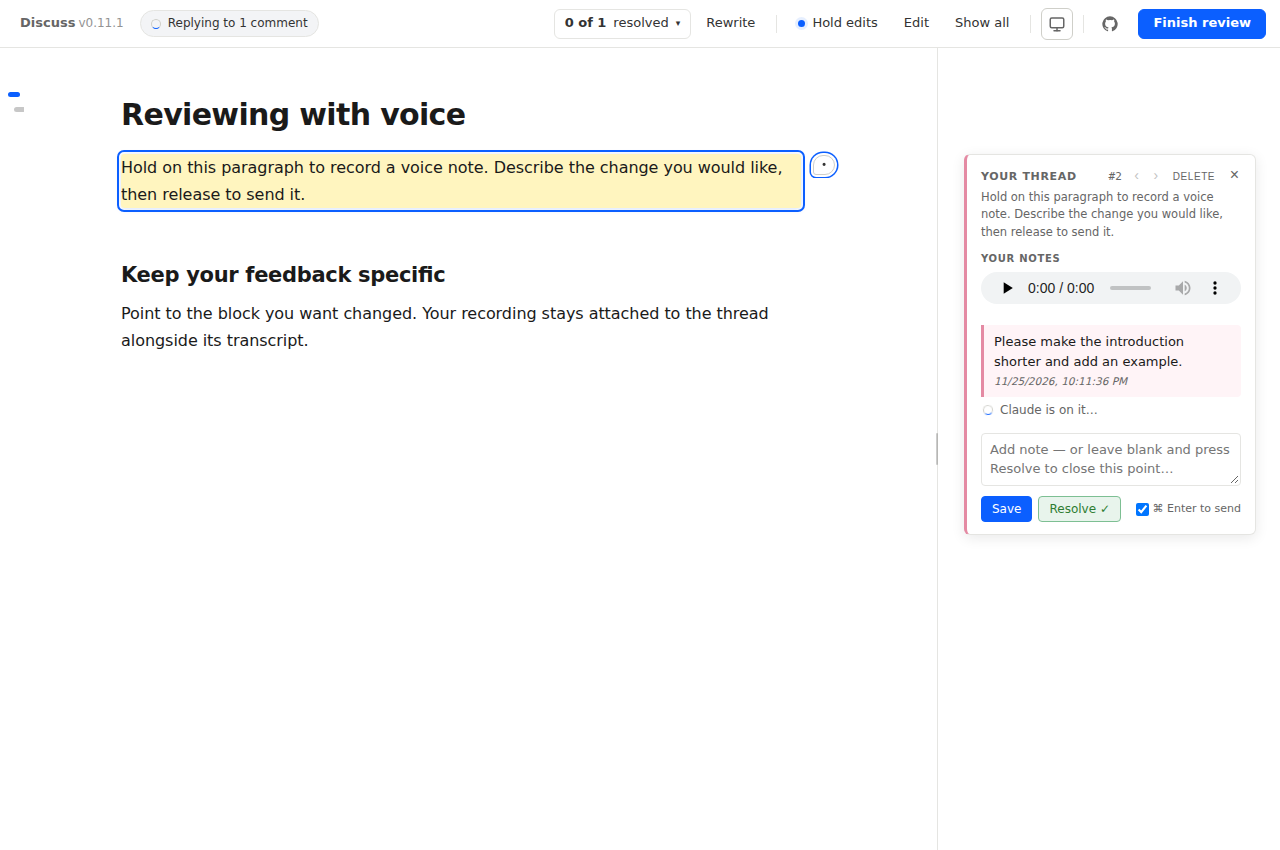 Discuss v0.11.1
Replying to 1 comment
0 of 1 resolved ▾
Rewrite
Hold edits
Edit
Show all
Finish review
Reviewing with voice
Hold on this paragraph to record a voice note. Describe the change you would like,
then release to send it.
Keep your feedback specific
Point to the block you want changed. Your recording stays attached to the thread
alongside its transcript.
YOUR THREAD
#2 ‹ › DELETE ×
Hold on this paragraph to record a voice
note. Describe the change you would like,
then release to send it.
YOUR NOTES
0:00 / 0:00
Please make the introduction
shorter and add an example.
11/25/2026, 10:11:36 PM
Claude is on it…
Add note — or leave blank and press
Resolve to close this point…
Save
Resolve ✓
⌘ Enter to send